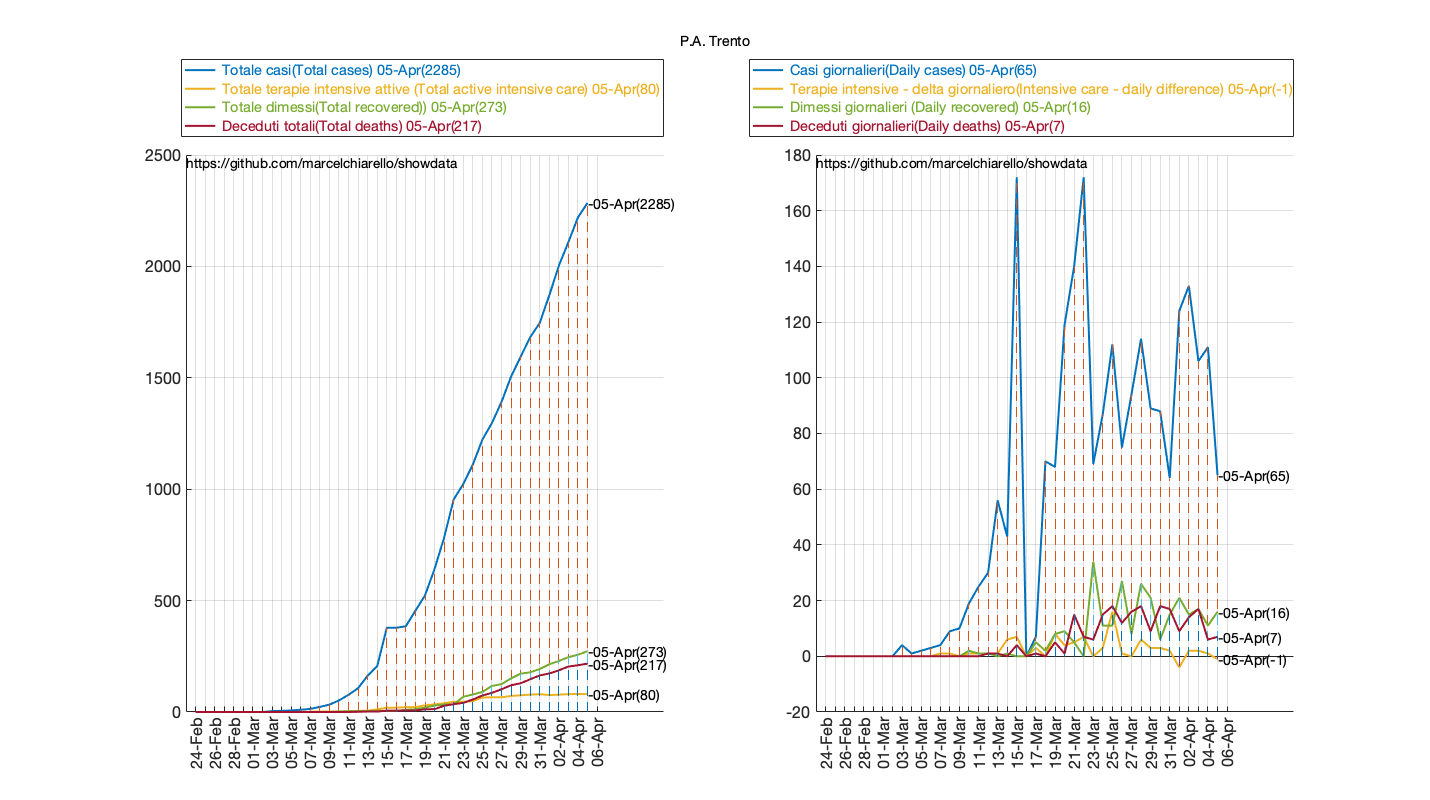 P.A. Trento
Totale casi(Total cases) 05-Apr(2285)
Totale terapie intensive attive (Total active intensive care) 05-Apr(80)
Totale dimessi(Total recovered)) 05-Apr(273)
Deceduti totali(Total deaths) 05-Apr(217)
2500
https://github.com/marcelchiarello/showdata
2000
1500
1000
500
0
-05-Apr(2285)
-05-Apr(273)
-05-Apr(217)
-05-Apr(80)
24-Feb
26-Feb
28-Feb
01-Mar
03-Mar
05-Mar
07-Mar
09-Mar
11-Mar
13-Mar
15-Mar
17-Mar
19-Mar
21-Mar
23-Mar
25-Mar
27-Mar
29-Mar
31-Mar
02-Apr
04-Apr
06-Apr
Casi giornalieri(Daily cases) 05-Apr(65)
Terapie intensive - delta giornaliero(Intensive care - daily difference) 05-Apr(-1)
Dimessi giornalieri (Daily recovered) 05-Apr(16)
Deceduti giornalieri(Daily deaths) 05-Apr(7)
180
https://github.com/marcelchiarello/showdata
160
140
120
100
80
60
40
20
0
-20
-05-Apr(65)
-05-Apr(16)
-05-Apr(7)
-05-Apr(-1)
24-Feb
26-Feb
28-Feb
01-Mar
03-Mar
05-Mar
07-Mar
09-Mar
11-Mar
13-Mar
15-Mar
17-Mar
19-Mar
21-Mar
23-Mar
25-Mar
27-Mar
29-Mar
31-Mar
02-Apr
04-Apr
06-Apr